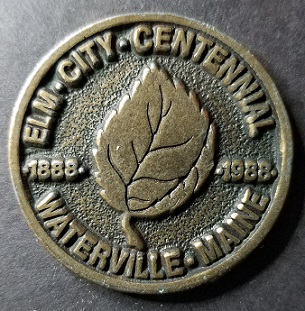 ELM · CITY · CENTENNIAL
1888 · · 1988
WATERVILLE · MAINE